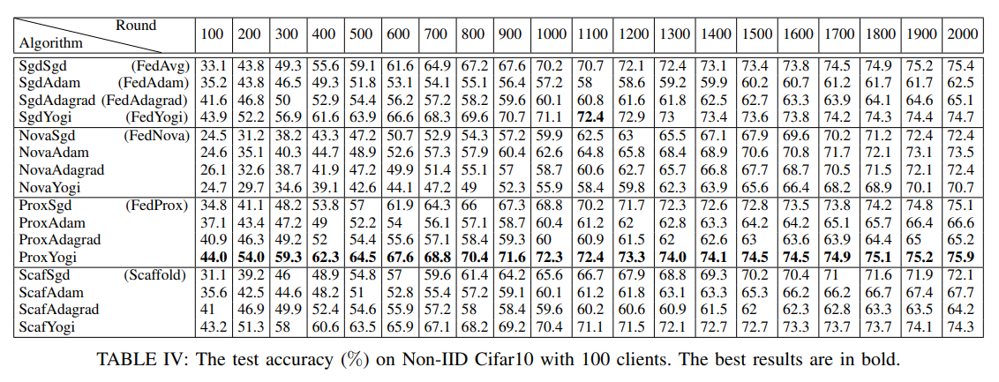 Round
Algorithm 100 200 300 400 500 600 700 800 900 1000 1100 1200 1300 1400 1500 1600 1700 1800 1900 2000
SgdSgd (FedAvg) 33.1 43.8 49.3 55.6 59.1 61.6 64.9 67.2 67.6 70.2 70.7 72.1 72.4 73.1 73.4 73.8 74.5 74.9 75.2 75.4
SgdAdam (FedAdam) 35.2 43.8 46.5 49.3 51.8 53.1 54.1 55.1 56.4 57.2 58 58.6 59.2 59.9 60.2 60.7 61.2 61.7 61.7 62.5
SgdAdagrad (FedAdagrad) 41.6 46.8 50 52.9 54.4 56.2 57.2 58.2 59.6 60.1 60.8 61.6 61.8 62.5 62.7 63.3 63.9 64.1 64.6 65.1
SgdYogi (FedYogi) 43.9 52.2 56.9 61.6 63.9 66.6 68.3 69.6 70.7 71.1 72.4 72.9 73 73.4 73.6 73.8 74.2 74.3 74.4 74.7
NovaSgd (FedNova) 24.5 31.2 38.2 43.3 47.2 50.7 52.9 54.3 57.2 59.9 62.5 63 65.5 67.1 67.9 69.6 70.2 71.2 72.4 72.4
NovaAdam 24.6 35.1 40.3 44.7 48.9 52.6 57.3 57.9 60.4 62.6 64.8 65.8 68.4 68.9 70.6 70.8 71.7 72.1 73.1 73.5
NovaAdagrad 26.1 32.6 38.7 41.9 47.2 49.9 51.4 55.1 57 58.7 60.6 62.7 65.7 66.8 67.7 68.7 70.5 71.5 72.1 72.4
NovaYogi 24.7 29.7 34.6 39.1 42.6 44.1 47.2 49 52.3 55.9 58.4 59.8 62.3 63.9 65.6 66.4 68.2 68.9 70.1 70.7
ProxSgd (FedProx) 34.8 41.1 48.2 53.8 57 61.9 64.3 66 67.3 68.8 70.2 71.7 72.3 72.6 72.8 73.5 73.8 74.2 74.8 75.1
ProxAdam 37.1 43.4 47.2 49 52.2 54 56.1 57.1 58.7 60.4 61.2 62 62.8 63.3 64.2 64.2 65.1 65.7 66.4 66.6
ProxAdagrad 40.9 46.3 49.2 52 54.4 55.6 57.1 58.4 59.3 60 60.9 61.5 62 62.6 63 63.6 63.9 64.4 65 65.2
ProxYogi 44.0 54.0 59.3 62.3 64.5 67.6 68.8 70.4 71.6 72.3 72.4 73.3 74.0 74.1 74.5 74.5 74.9 75.1 75.2 75.9
ScafSgd (Scaffold) 31.1 39.2 46 48.9 54.8 57 59.6 61.4 64.2 65.6 66.7 67.9 68.8 69.3 70.2 70.4 71 71.6 71.9 72.1
ScafAdam 35.6 42.5 44.6 48.2 51 52.8 55.4 57.2 59.1 60.1 61.2 61.8 63.1 63.3 65.3 66.2 66.2 66.7 67.4 67.7
ScafAdagrad 41 46.9 49.9 52.4 54.6 55.9 57.2 58 58.4 59.6 60.2 60.6 60.9 61.5 62 62.3 62.8 63.3 63.5 64.2
ScafYogi 43.2 51.3 58 60.6 63.5 65.9 67.1 68.2 69.2 70.4 71.1 71.5 72.1 72.7 72.7 73.3 73.7 73.7 74.1 74.3
TABLE IV: The test accuracy (%) on Non-IID Cifar10 with 100 clients. The best results are in bold.